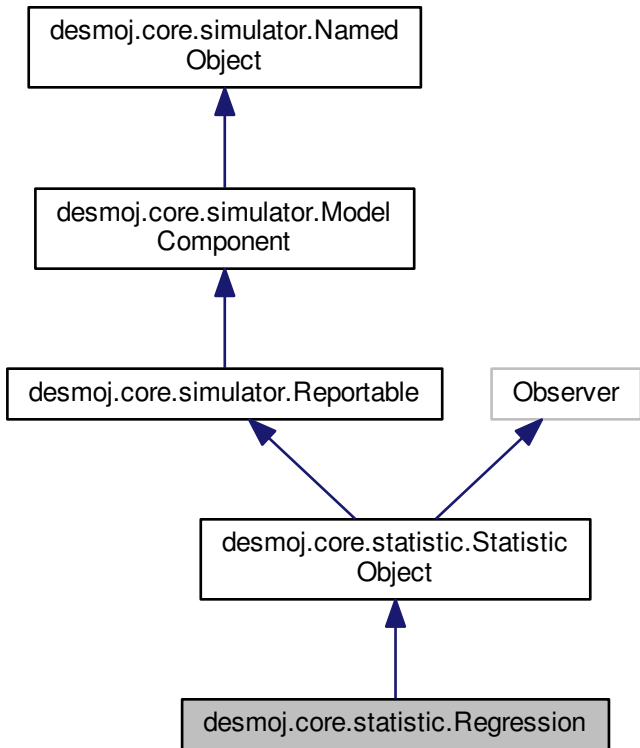 desmoj.core.simulator.Named
Object
desmoj.core.simulator.Model
Component
desmoj.core.simulator.Reportable
Observer
desmoj.core.statistic.Statistic
Object
desmoj.core.statistic.Regression